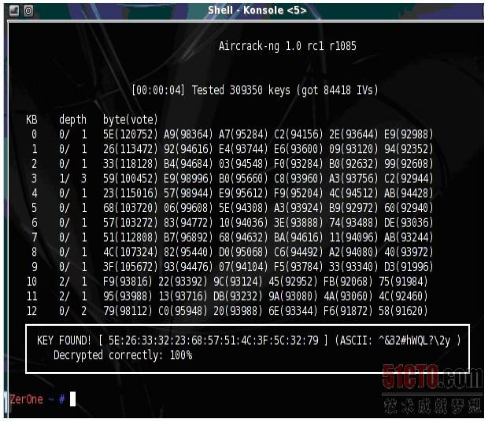 Shell - Konsole <5>
Aircrack-ng 1.0 rc1 r1085
[00:00:04] Tested 309350 keys (got 84418 IVs)
KB depth byte(vote)
0 0/ 1 5E(120752) A9(98364) A7(95284) C2(94156) 2E(93644) E9(92988)
1 0/ 1 26(113472) 92(94616) E4(93744) E6(93600) 09(93120) 94(92352)
2 0/ 1 33(118128) B4(94684) 03(94548) F0(93284) B0(92632) 99(92608)
3 1/ 3 59(100452) E9(98996) B0(95660) C8(93960) A3(93756) C2(92944)
4 0/ 1 23(115016) 57(98944) E9(95612) F9(95204) 4C(94512) AB(94428)
5 0/ 1 68(103720) 06(99608) 5E(94308) A3(93924) B9(92972) 60(92940)
6 0/ 1 57(103272) 83(94772) 10(94036) 3E(93888) 74(93488) DE(93036)
7 0/ 1 51(112808) B7(96892) 68(94632) BA(94616) 11(94096) AB(93244)
8 0/ 1 4C(107324) 82(95440) D0(95068) C6(94492) A2(94080) 40(93972)
9 0/ 1 3F(105672) 93(94476) 07(94104) F5(93784) 33(93340) D3(91996)
10 2/ 1 F9(93816) 22(93392) 9C(93124) 45(92952) FB(92068) 75(91984)
11 2/ 1 95(93988) 13(93716) DB(93232) 9A(93080) 4A(93060) 4C(92460)
12 0/ 2 79(98112) C0(95948) 20(93988) 6E(93344) F6(91872) 58(91620)
KEY FOUND! [ 5E:26:33:32:23:68:57:51:4C:3F:5C:32:79 ] (ASCII: ^&32#hWQL?\2y )
Decrypted correctly: 100%
51CTO.com
技术成就梦想
ZerOne ~ #